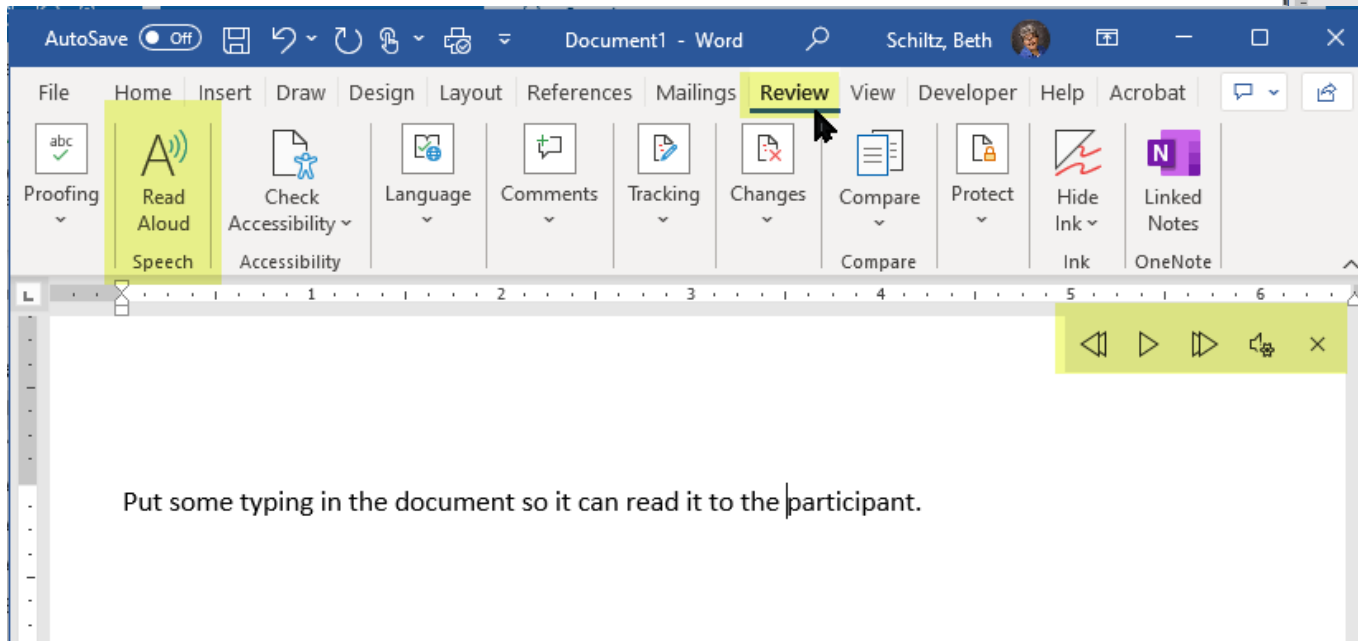 AutoSave Off Document1 - Word Schiltz, Beth
File Home Insert Draw Design Layout References Mailings Review View Developer Help Acrobat
abc
Proofing Read Aloud Check Accessibility Language Comments Tracking Changes Compare Protect Hide Ink N Linked Notes
Speech Accessibility Compare Ink OneNote
L 1 2 3 4 5 6
Put some typing in the document so it can read it to the participant.